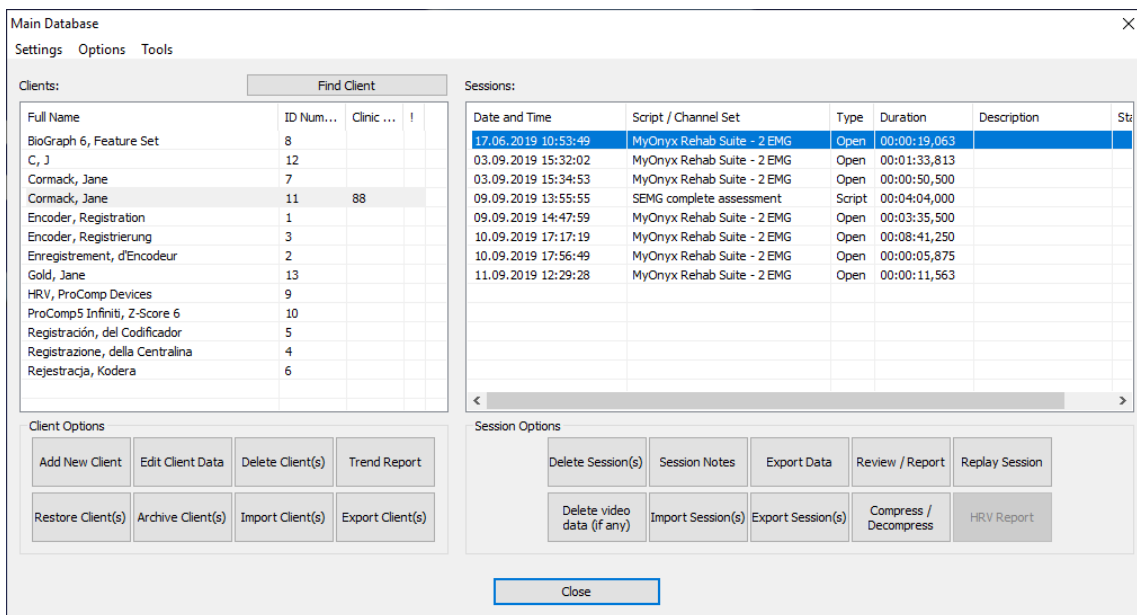 Main Database
Settings Options Tools
Clients: Find Client
Full Name ID Num... Clinic ... !
BioGraph 6, Feature Set 8
C, J 12
Cormack, Jane 7
Cormack, Jane 11 88
Encoder, Registration 1
Encoder, Registrierung 3
Enregistrement, d'Encodeur 2
Gold, Jane 13
HRV, ProComp Devices 9
ProComp5 Infiniti, Z-Score 6 10
Registración, del Codificador 5
Registrazione, della Centralina 4
Rejestracja, Kodera 6
Client Options
Add New Client Edit Client Data Delete Client(s) Trend Report
Restore Client(s) Archive Client(s) Import Client(s) Export Client(s)
Sessions:
Date and Time Script / Channel Set Type Duration Description Sta
17.06.2019 10:53:49 MyOnyx Rehab Suite - 2 EMG Open 00:00:19,063
03.09.2019 15:32:02 MyOnyx Rehab Suite - 2 EMG Open 00:01:33,813
03.09.2019 15:34:53 MyOnyx Rehab Suite - 2 EMG Open 00:00:50,500
09.09.2019 13:55:55 SEMG complete assessment Script 00:04:04,000
09.09.2019 14:47:59 MyOnyx Rehab Suite - 2 EMG Open 00:03:35,500
10.09.2019 17:17:19 MyOnyx Rehab Suite - 2 EMG Open 00:08:41,250
10.09.2019 17:56:49 MyOnyx Rehab Suite - 2 EMG Open 00:00:05,875
11.09.2019 12:29:28 MyOnyx Rehab Suite - 2 EMG Open 00:00:11,563
Session Options
Delete Session(s) Session Notes Export Data Review / Report Replay Session
Delete video
data (if any) Import Session(s) Export Session(s) Compress /
Decompress HRV Report
Close